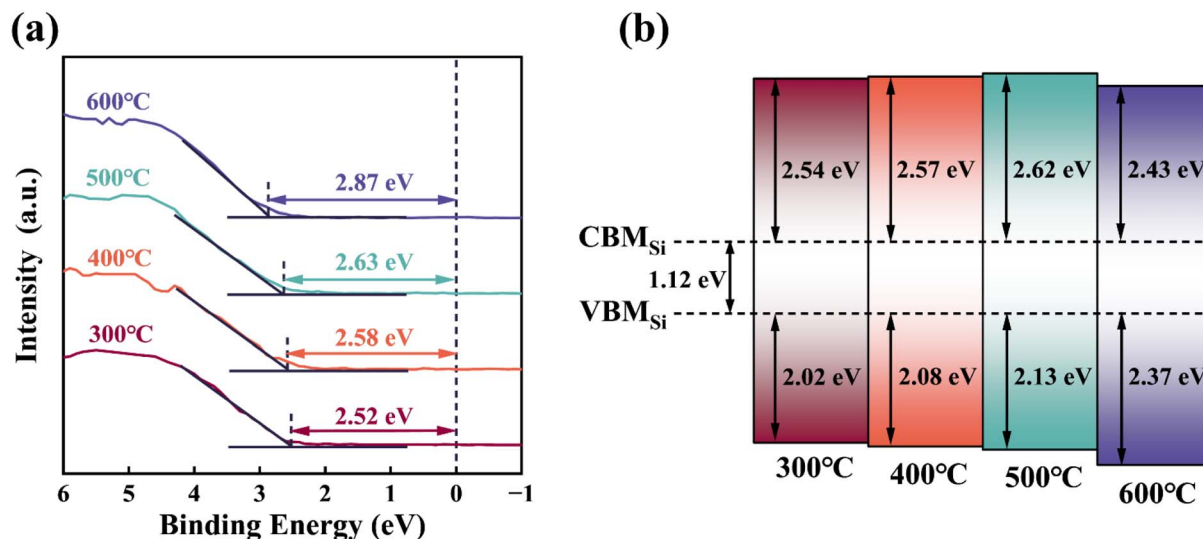 (a)
Intensity (a.u.)
600°C
2.87 eV
500°C
2.63 eV
400°C
2.58 eV
300°C
2.52 eV
6 5 4 3 2 1 0 −1
Binding Energy (eV)
(b)
2.54 eV 2.57 eV 2.62 eV 2.43 eV
CBMSi
1.12 eV
VBMSi
2.02 eV 2.08 eV 2.13 eV 2.37 eV
300°C 400°C 500°C 600°C